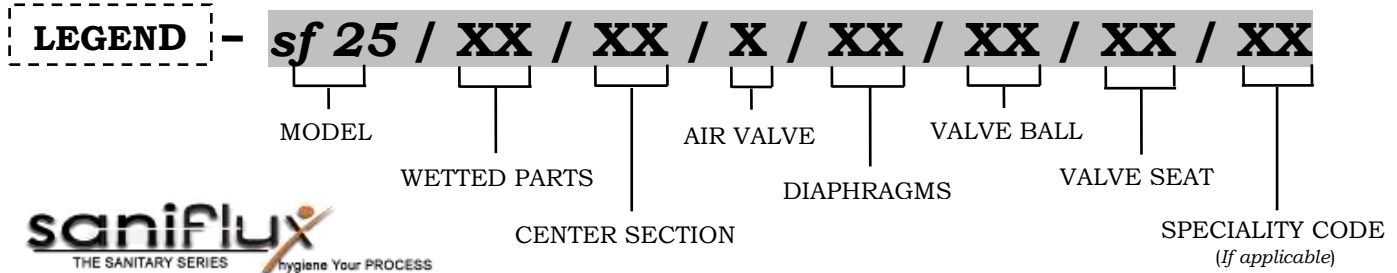 LEGEND - sf 25 / XX / XX / X / XX / XX / XX / XX
MODEL
AIR VALVE
VALVE BALL
WETTED PARTS
DIAPHRAGMS
VALVE SEAT
CENTER SECTION
SPECIALITY CODE
(If applicable)
saniflux
THE SANITARY SERIES
hygiene Your PROCESS